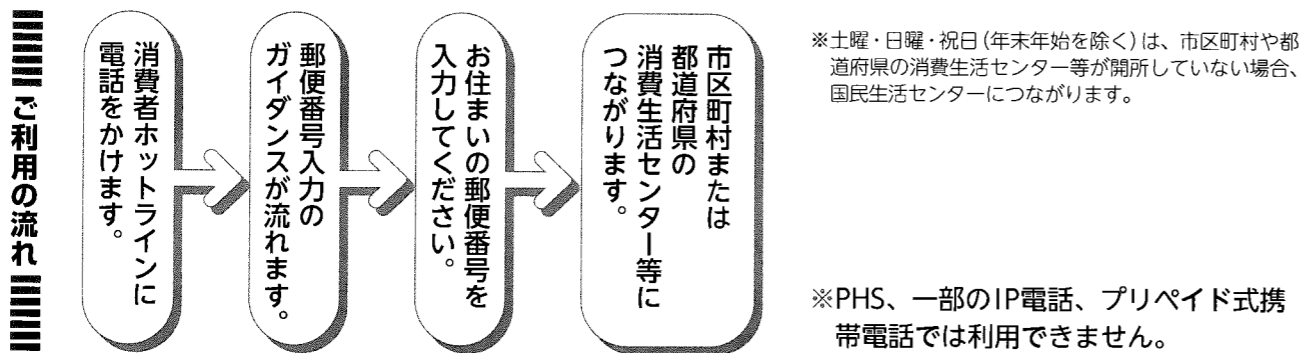 ご利用の流れ
消費者ホットラインに
電話をかけます。
郵便番号入力の
ガイダンスが流れます。
お住まいの郵便番号を
入力してください。
市区町村または
都道府県の
消費生活センター等に
つながります。
※土曜・日曜・祝日(年末年始を除く)は、市区町村や都
道府県の消費生活センター等が開所していない場合、
国民生活センターにつながります。
※PHS、一部のIP電話、プリペイド式携
帯電話では利用できません。